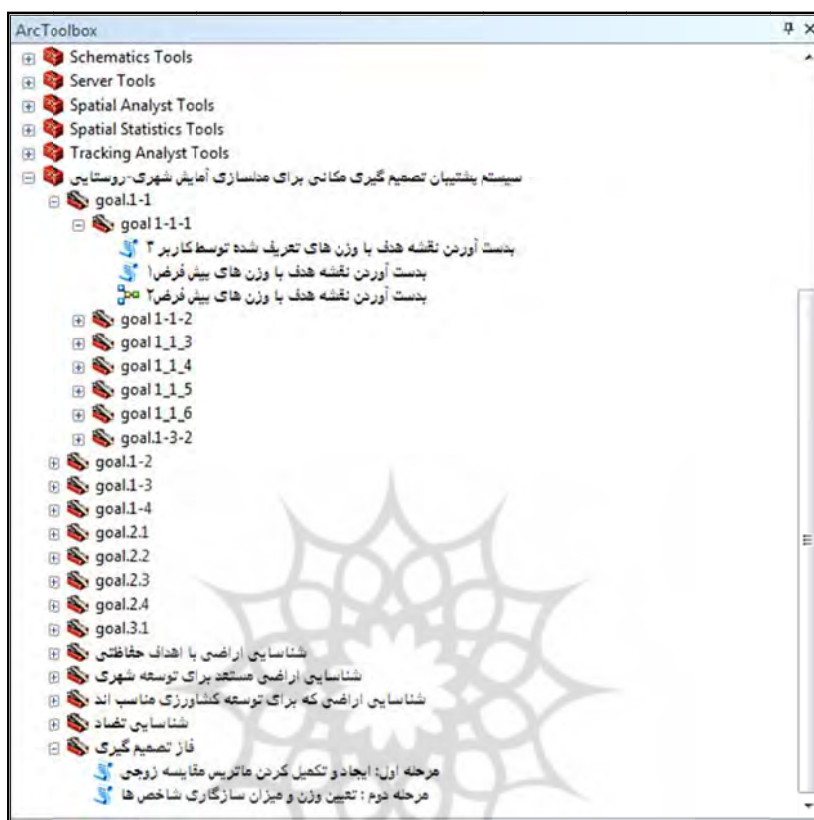 ArcToolbox
Schematics Tools
Server Tools
Spatial Analyst Tools
Spatial Statistics Tools
Tracking Analyst Tools
سیستم پشتیبان تصمیم گیری مکانی برای مدلسازی آمایش شهری-روستایی
goal.1-1
goal 1-1-1
بدست آوردن نقشه هدف با وزن های تعریف شده توسط کاربر ۳
بدست آوردن نقشه هدف با وزن های پیش فرض۱
بدست آوردن نقشه هدف با وزن های پیش فرض۲
goal 1-1-2
goal 1_1_3
goal 1_1_4
goal 1_1_5
goal 1_1_6
goal.1-3-2
goal.1-2
goal.1-3
goal.1-4
goal.2.1
goal.2.2
goal.2.3
goal.2.4
goal.3.1
شناسایی اراضی با اهداف حفاظتی
شناسایی اراضی مستعد برای توسعه شهری
شناسایی اراضی که برای توسعه کشاورزی مناسب اند
شناسایی تضاد
فاز تصمیم گیری
مرحله اول: ایجاد و تکمیل کردن ماتریس مقایسه زوجی
مرحله دوم : تعیین وزن و میزان سازگاری شاخص ها